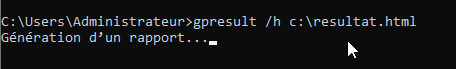 C:\Users\Administrateur>gpresult /h c:\resultat.html
Génération d’un rapport...